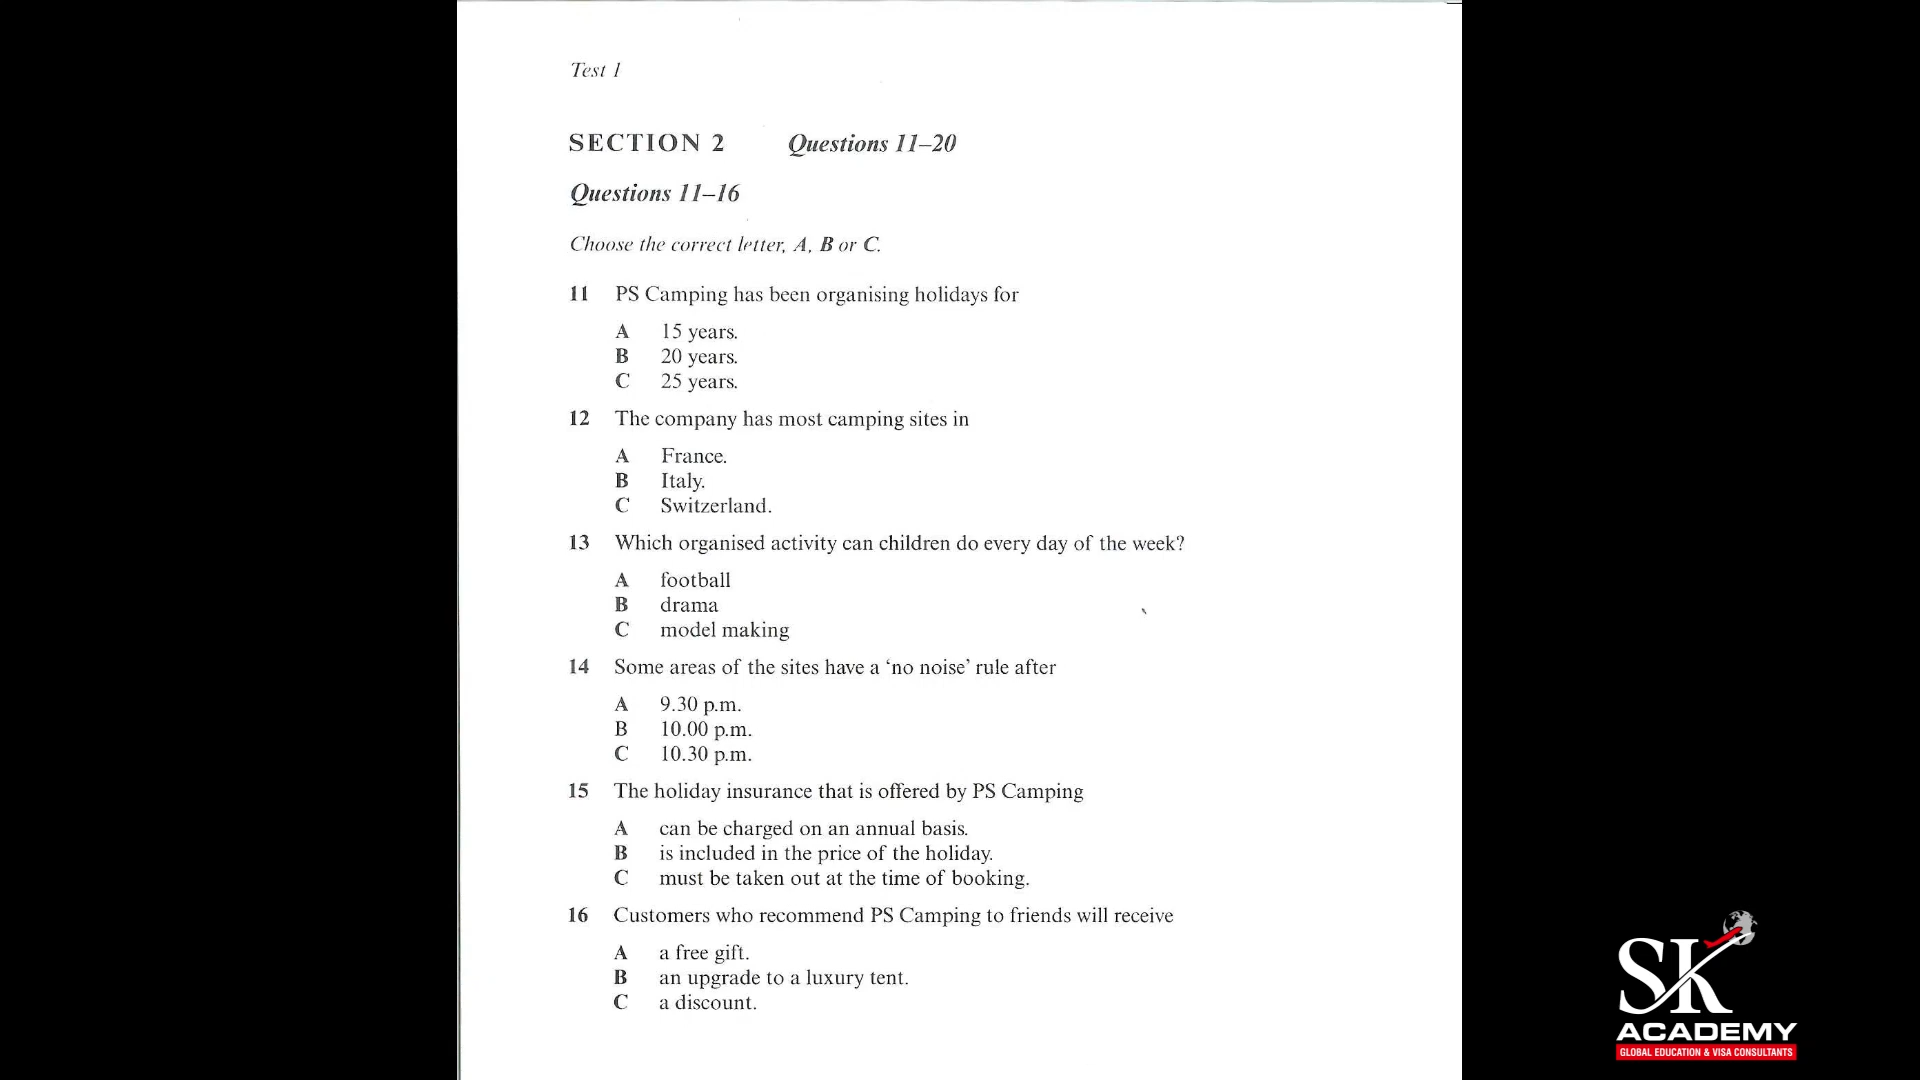 Test 1
SECTION 2 Questions 11–20
Questions 11–16
Choose the correct letter, A, B or C.
11 PS Camping has been organising holidays for
A 15 years.
B 20 years.
C 25 years.
12 The company has most camping sites in
A France.
B Italy.
C Switzerland.
13 Which organised activity can children do every day of the week?
A football
B drama
C model making
14 Some areas of the sites have a ‘no noise’ rule after
A 9.30 p.m.
B 10.00 p.m.
C 10.30 p.m.
15 The holiday insurance that is offered by PS Camping
A can be charged on an annual basis.
B is included in the price of the holiday.
C must be taken out at the time of booking.
16 Customers who recommend PS Camping to friends will receive
A a free gift.
B an upgrade to a luxury tent.
C a discount.
SK
ACADEMY
GLOBAL EDUCATION & VISA CONSULTANTS